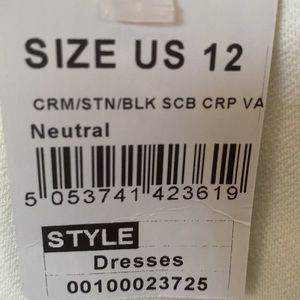 SIZE US 12
CRM/STN/BLK SCB CRP VA
Neutral
5 053741 423619
STYLE
Dresses
00100023725